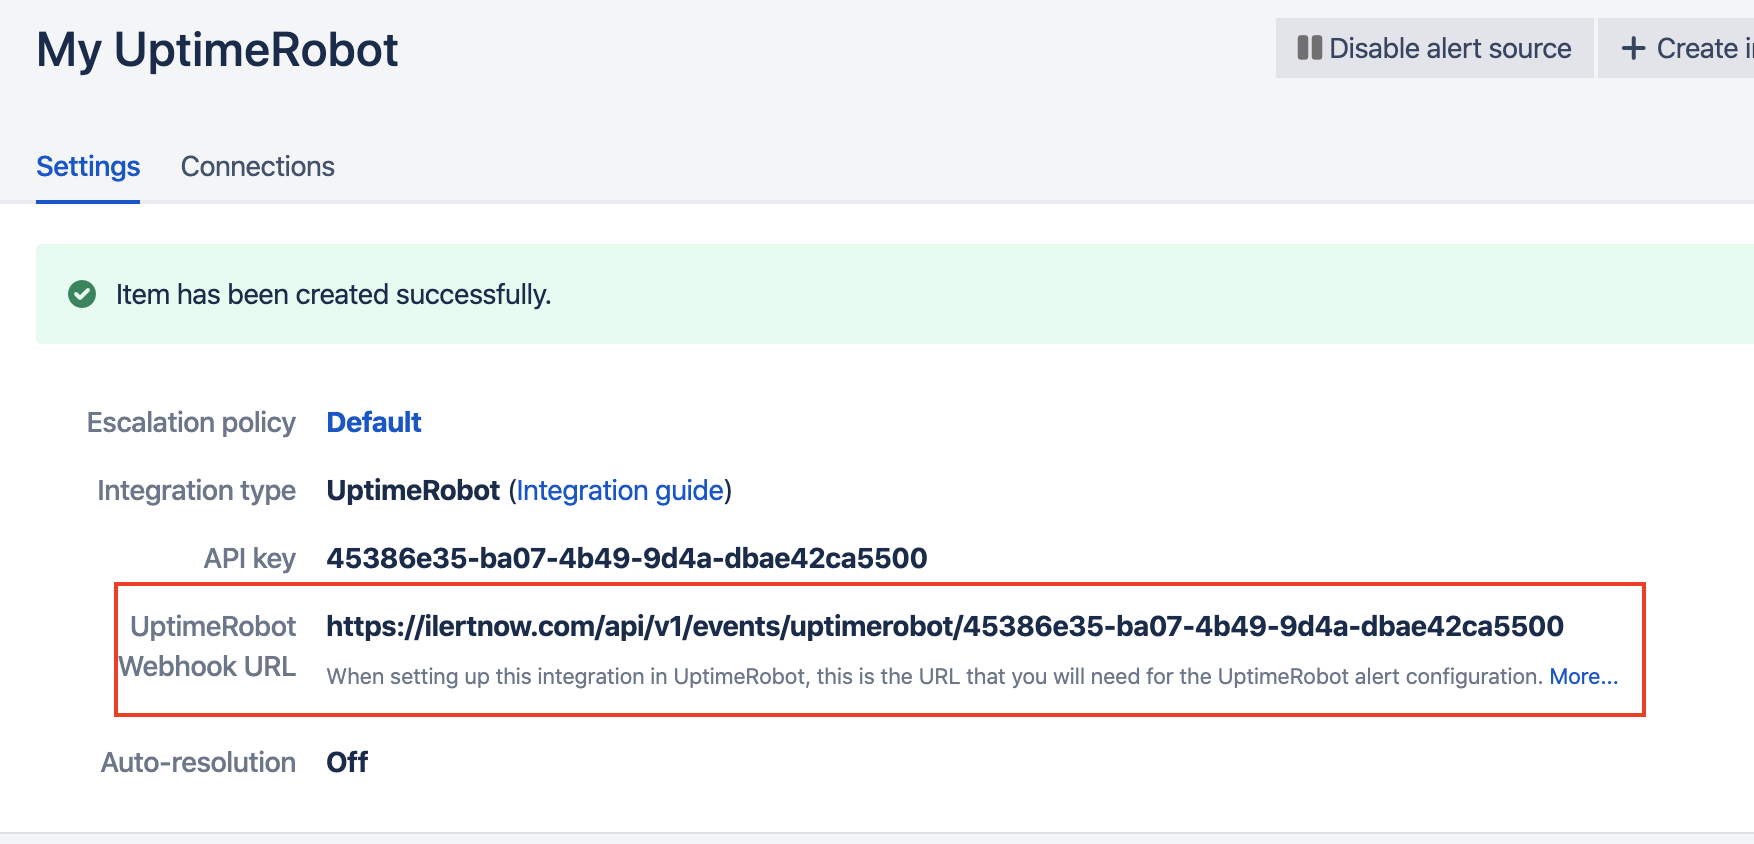 My UptimeRobot
Disable alert source
+ Create i
Settings
Connections
Item has been created successfully.
Escalation policy Default
Integration type UptimeRobot (Integration guide)
API key 45386e35-ba07-4b49-9d4a-dbae42ca5500
UptimeRobot Webhook URL
https://ilertnow.com/api/v1/events/uptimerobot/45386e35-ba07-4b49-9d4a-dbae42ca5500
When setting up this integration in UptimeRobot, this is the URL that you will need for the UptimeRobot alert configuration. More...
Auto-resolution Off